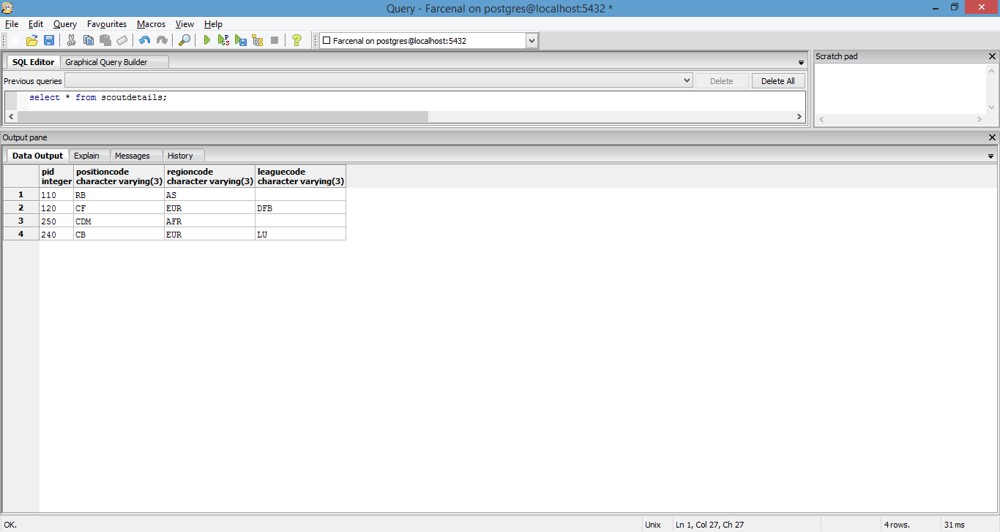 Query - Farcenal on postgres@localhost:5432 *
File Edit Query Favourites Macros View Help
Farcenal on postgres@localhost:5432
SQL Editor Graphical Query Builder
Scratch pad
Previous queries Delete Delete All
select * from scoutdetails;
Output pane
Data Output Explain Messages History
pid positioncode regioncode leaguecode
integer character varying(3) character varying(3) character varying(3)
1 110 RB AS
2 120 CF EUR DFB
3 250 CDM AFR
4 240 CB EUR LU
OK. Unix Ln 1, Col 27, Ch 27 4 rows. 31 ms